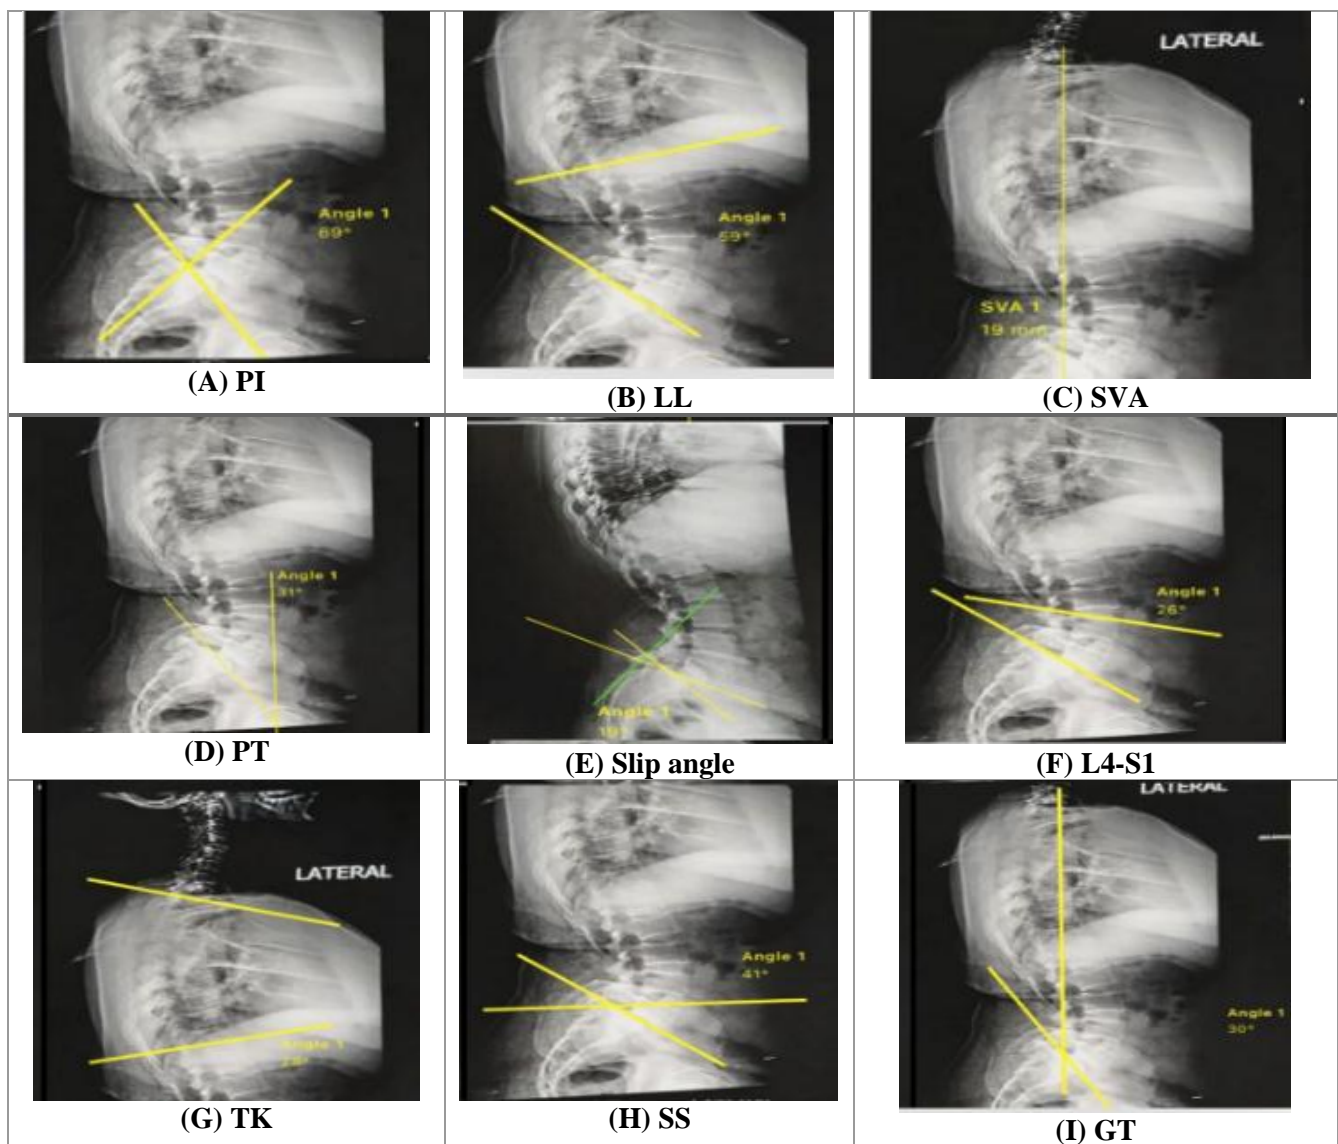 Angle 1
69°
(A) PI
Angle 1
59°
(B) LL
LATERAL
SVA 1
19 mm
(C) SVA
Angle 1
31°
(D) PT
Angle 1
19°
(E) Slip angle
Angle 1
26°
(F) L4-S1
LATERAL
Angle 1
(G) TK
Angle 1
41°
(H) SS
LATERAL
Angle 1
30°
(I) GT